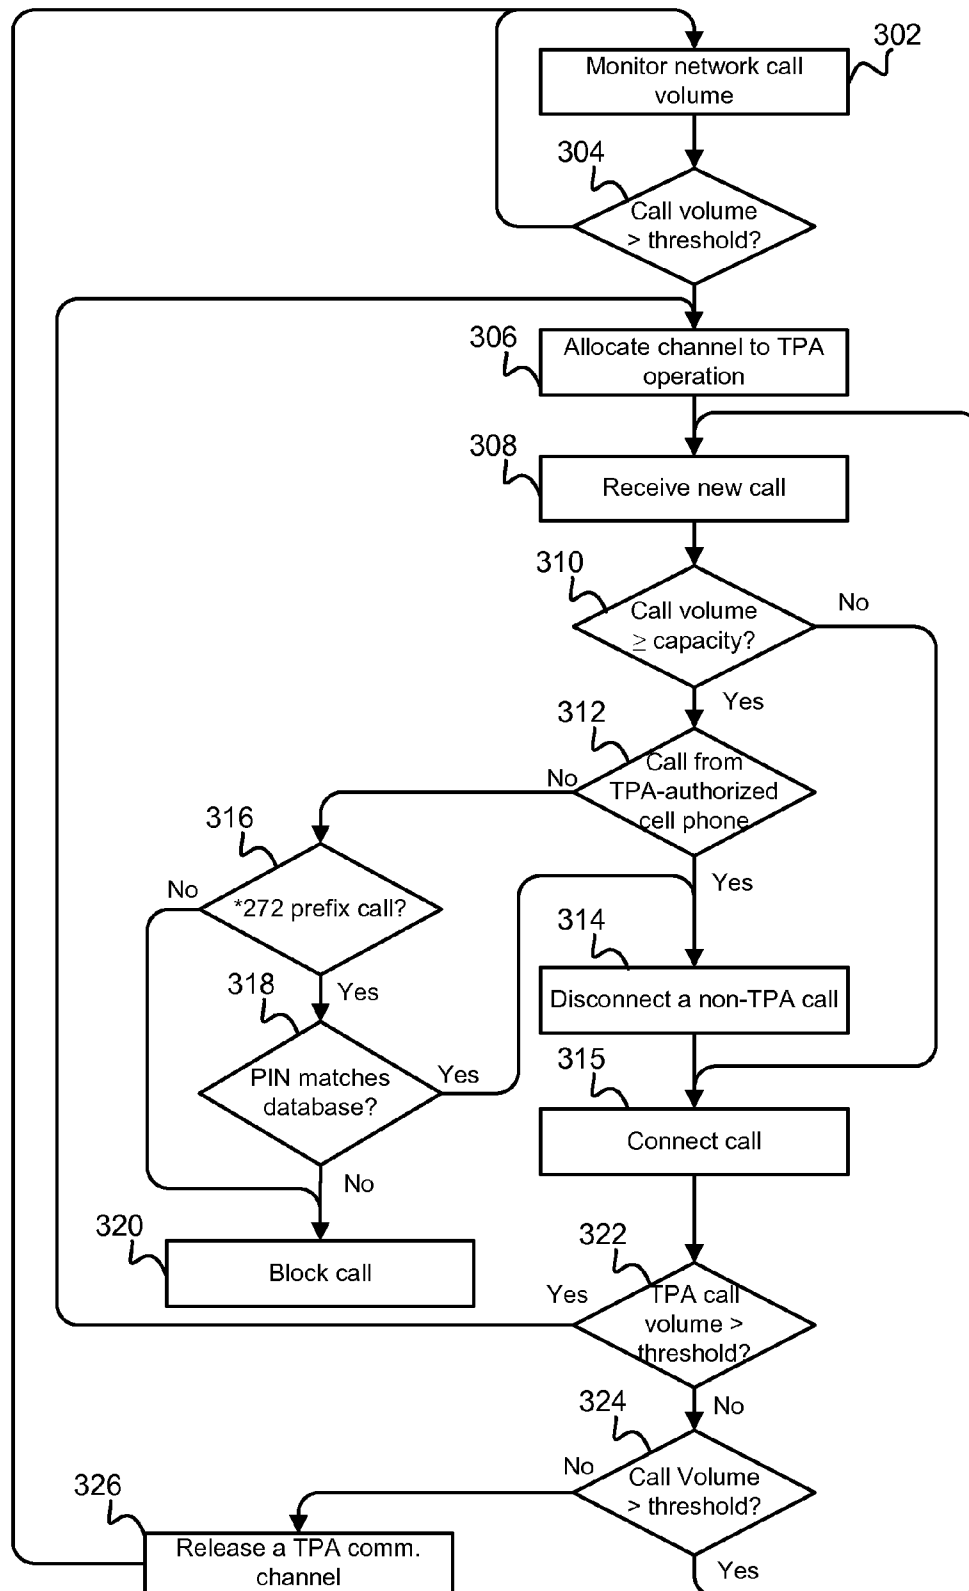 302
Monitor network call
volume
304
Call volume
> threshold?
306
Allocate channel to TPA
operation
308
Receive new call
310
Call volume
≥ capacity?
No
Yes
312
Call from
TPA-authorized
cell phone
No
Yes
316
*272 prefix call?
No
Yes
314
Disconnect a non-TPA call
318
PIN matches
database?
Yes
No
315
Connect call
320
Block call
322
TPA call
volume >
threshold?
Yes
No
324
Call Volume
> threshold?
No
Yes
326
Release a TPA comm.
channel